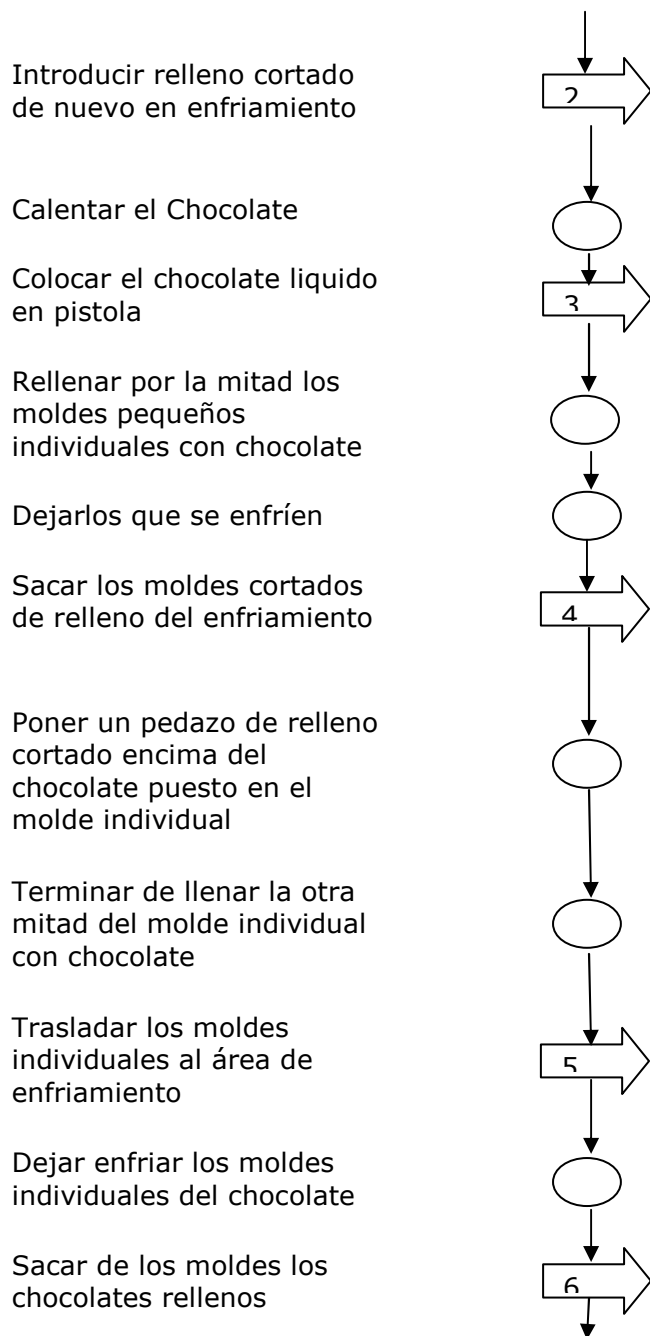 Introducir relleno cortado
de nuevo en enfriamiento
2
Calentar el Chocolate
Colocar el chocolate liquido
en pistola
3
Rellenar por la mitad los
moldes pequeños
individuales con chocolate
Dejarlos que se enfríen
Sacar los moldes cortados
de relleno del enfriamiento
4
Poner un pedazo de relleno
cortado encima del
chocolate puesto en el
molde individual
Terminar de llenar la otra
mitad del molde individual
con chocolate
Trasladar los moldes
individuales al área de
enfriamiento
5
Dejar enfriar los moldes
individuales del chocolate
Sacar de los moldes los
chocolates rellenos
6